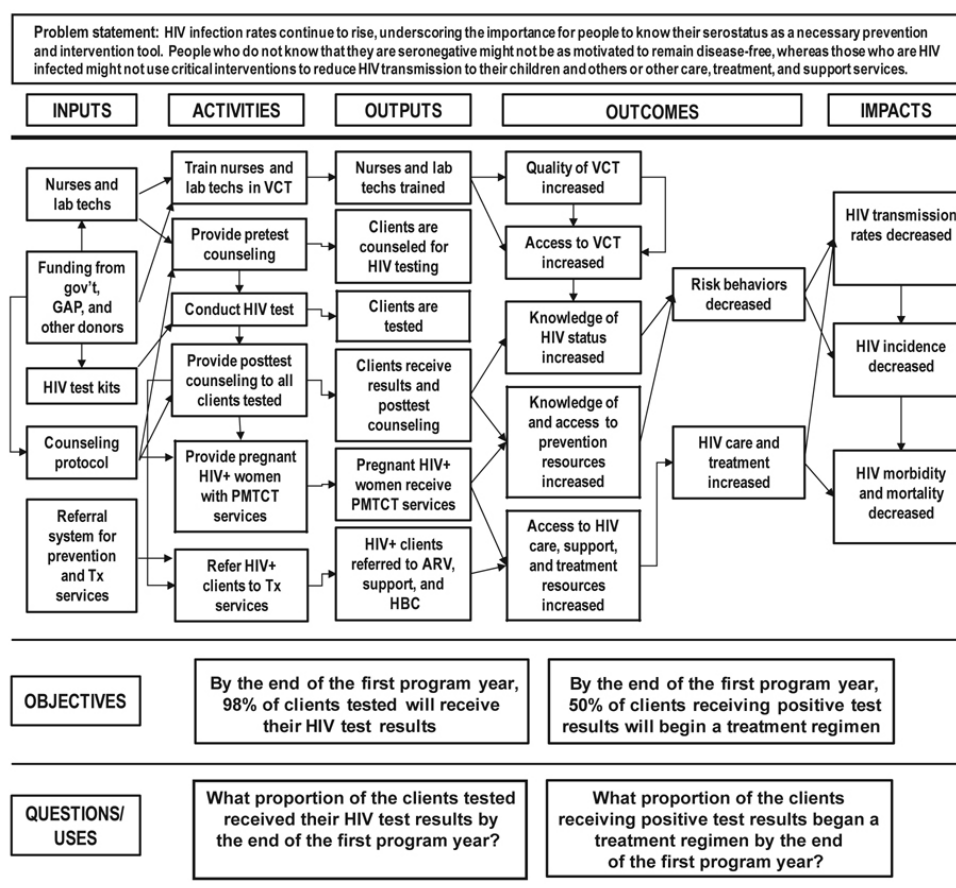 Problem statement: HIV infection rates continue to rise, underscoring the importance for people to know their serostatus as a necessary prevention
and intervention tool. People who do not know that they are seronegative might not be as motivated to remain disease-free, whereas those who are HIV
infected might not use critical interventions to reduce HIV transmission to their children and others or other care, treatment, and support services.
INPUTS
ACTIVITIES
OUTPUTS
OUTCOMES
IMPACTS
Nurses and
lab techs
Funding from
gov't,
GAP, and
other donors
HIV test kits
Counseling
protocol
Referral
system for
prevention
and Tx
services
Train nurses and
lab techs in VCT
Provide pretest
counseling
Conduct HIV test
Provide posttest
counseling to all
clients tested
Provide pregnant
HIV+ women
with PMTCT
services
Refer HIV+
clients to Tx
services
Nurses and lab
techs trained
Clients are
counseled for
HIV testing
Clients are
tested
Clients receive
results and
posttest
counseling
Pregnant HIV+
women receive
PMTCT services
HIV+ clients
referred to ARV,
support, and
HBC
Quality of VCT
increased
Access to VCT
increased
Knowledge of
HIV status
increased
Knowledge of
and access to
prevention
resources
increased
Access to HIV
care, support,
and treatment
resources
increased
Risk behaviors
decreased
HIV care and
treatment
increased
HIV transmission
rates decreased
HIV incidence
decreased
HIV morbidity
and mortality
decreased
OBJECTIVES
By the end of the first program year,
98% of clients tested will receive
their HIV test results
By the end of the first program year,
50% of clients receiving positive test
results will begin a treatment regimen
QUESTIONS/
USES
What proportion of the clients tested
received their HIV test results by
the end of the first program year?
What proportion of the clients
receiving positive test results began a
treatment regimen by the end
of the first program year?